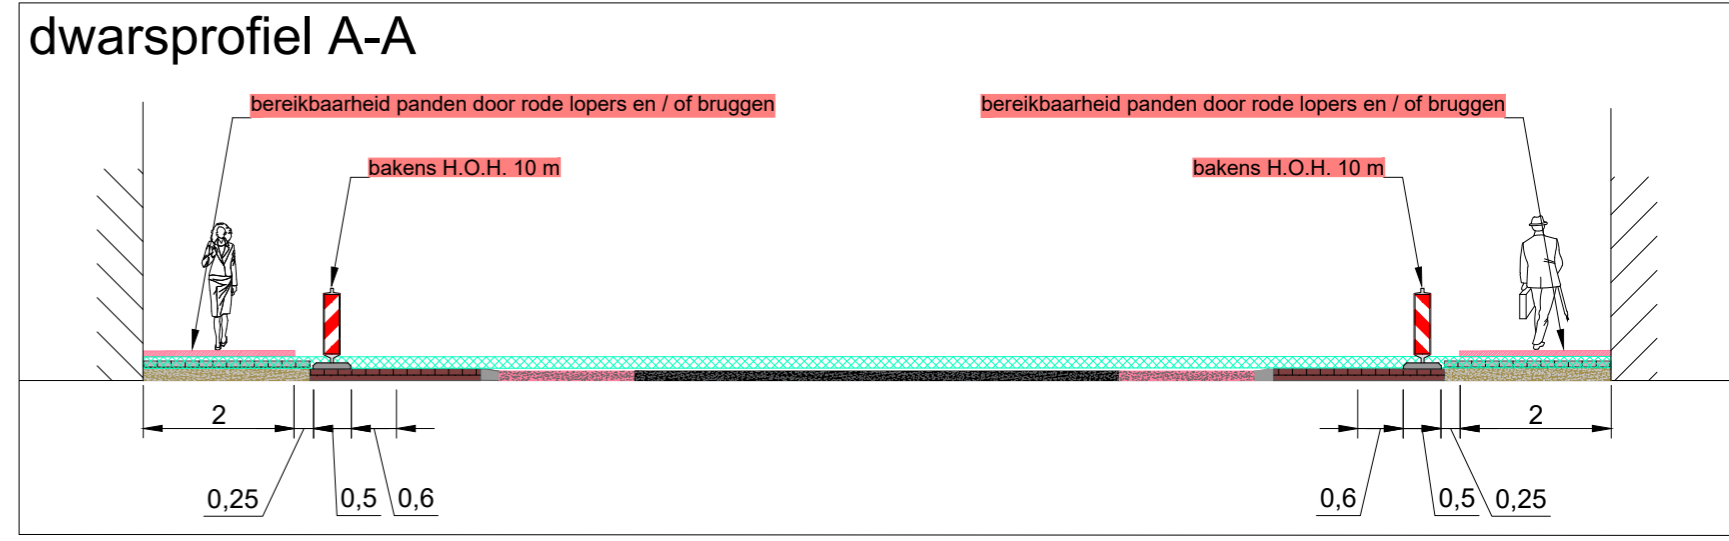 dwarsprofiel A-A
bereikbaarheid panden door rode lopers en / of bruggen
bereikbaarheid panden door rode lopers en / of bruggen
bakens H.O.H. 10 m
bakens H.O.H. 10 m
2
2
0,25
0,5
0,6
0,6
0,5
0,25